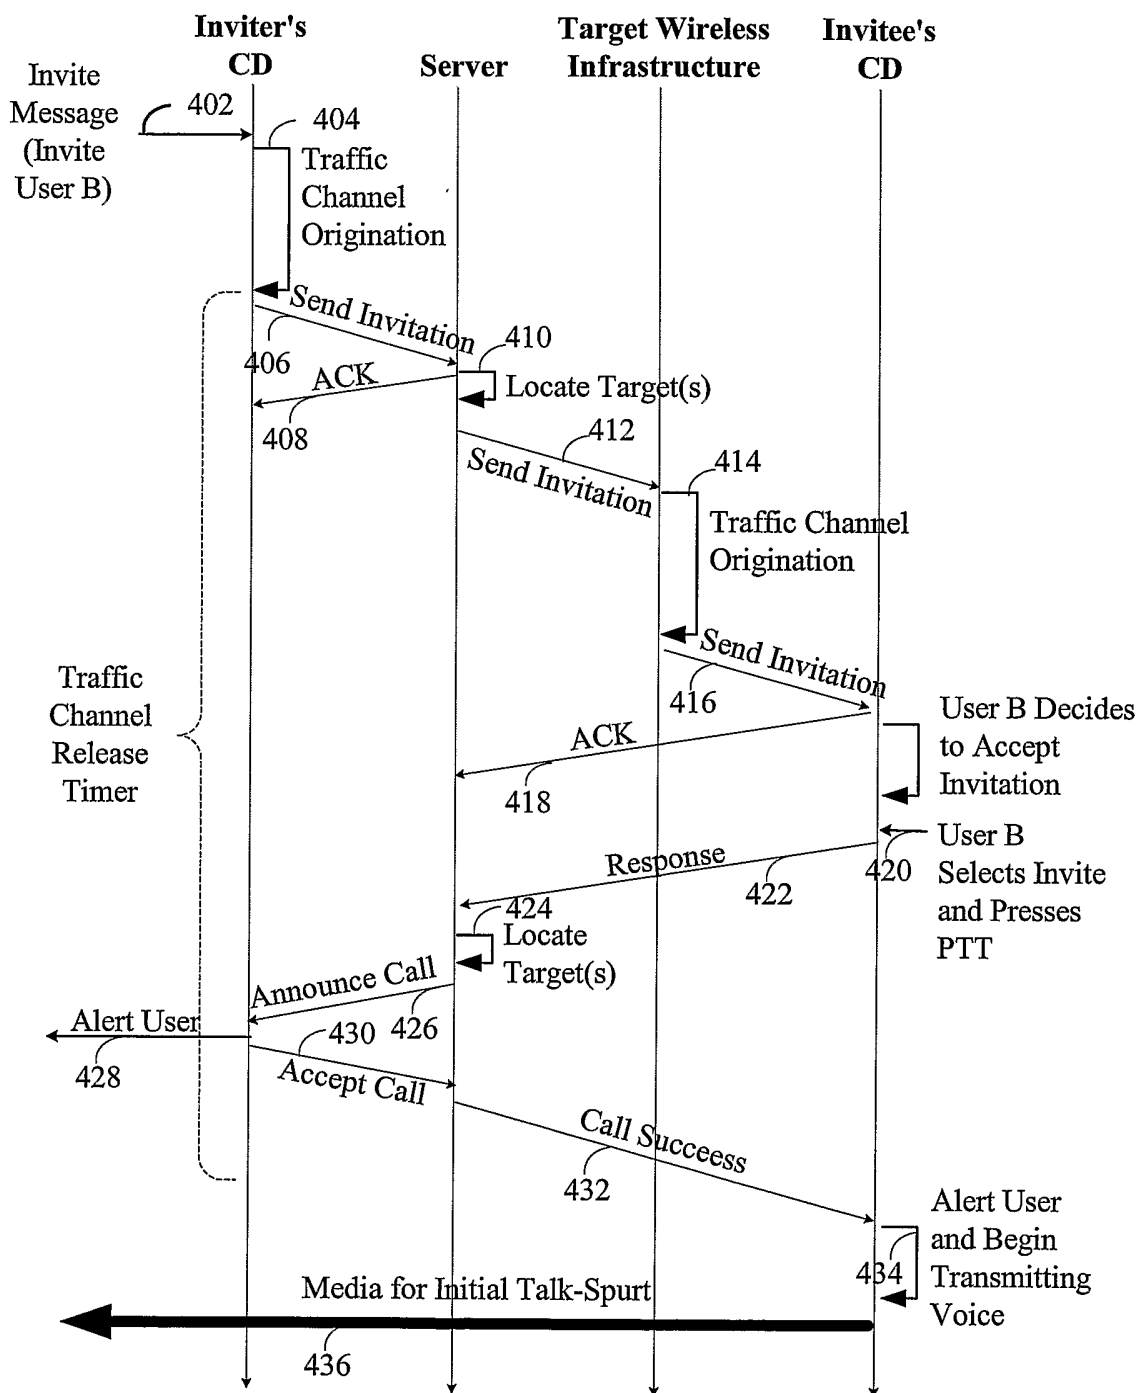 Inviter's
CD
Server
Target Wireless
Infrastructure
Invitee's
CD
Invite
Message
(Invite
User B)
402
404
Traffic
Channel
Origination
Send Invitation
406
410
Locate Target(s)
ACK
408
412
Send Invitation
414
Traffic Channel
Origination
Send Invitation
416
Traffic
Channel
Release
Timer
User B Decides
to Accept
Invitation
ACK
418
420
User B
Selects Invite
and Presses
PTT
Response
422
424
Locate
Target(s)
Announce Call
426
Alert User
428
430
Accept Call
Call Succeess
432
Alert User
and Begin
Transmitting
Voice
434
Media for Initial Talk-Spurt
436